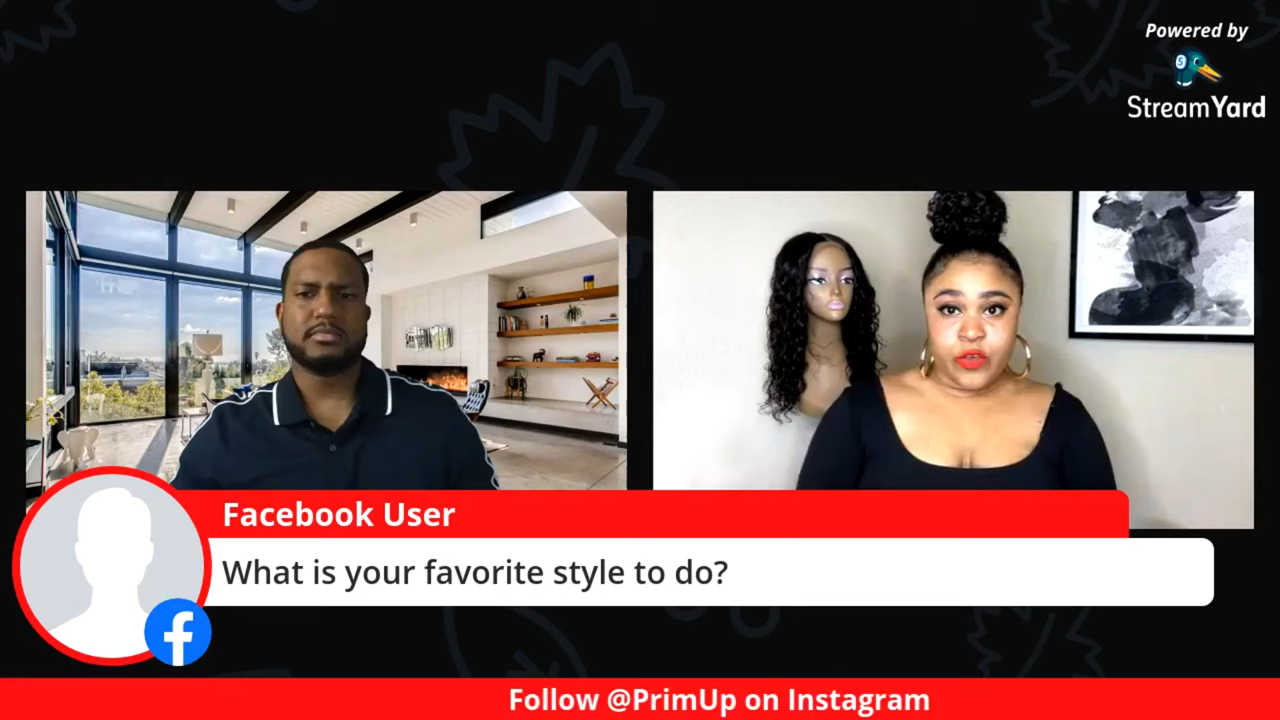 Powered by
StreamYard
Facebook User
What is your favorite style to do?
Follow @PrimUp on Instagram